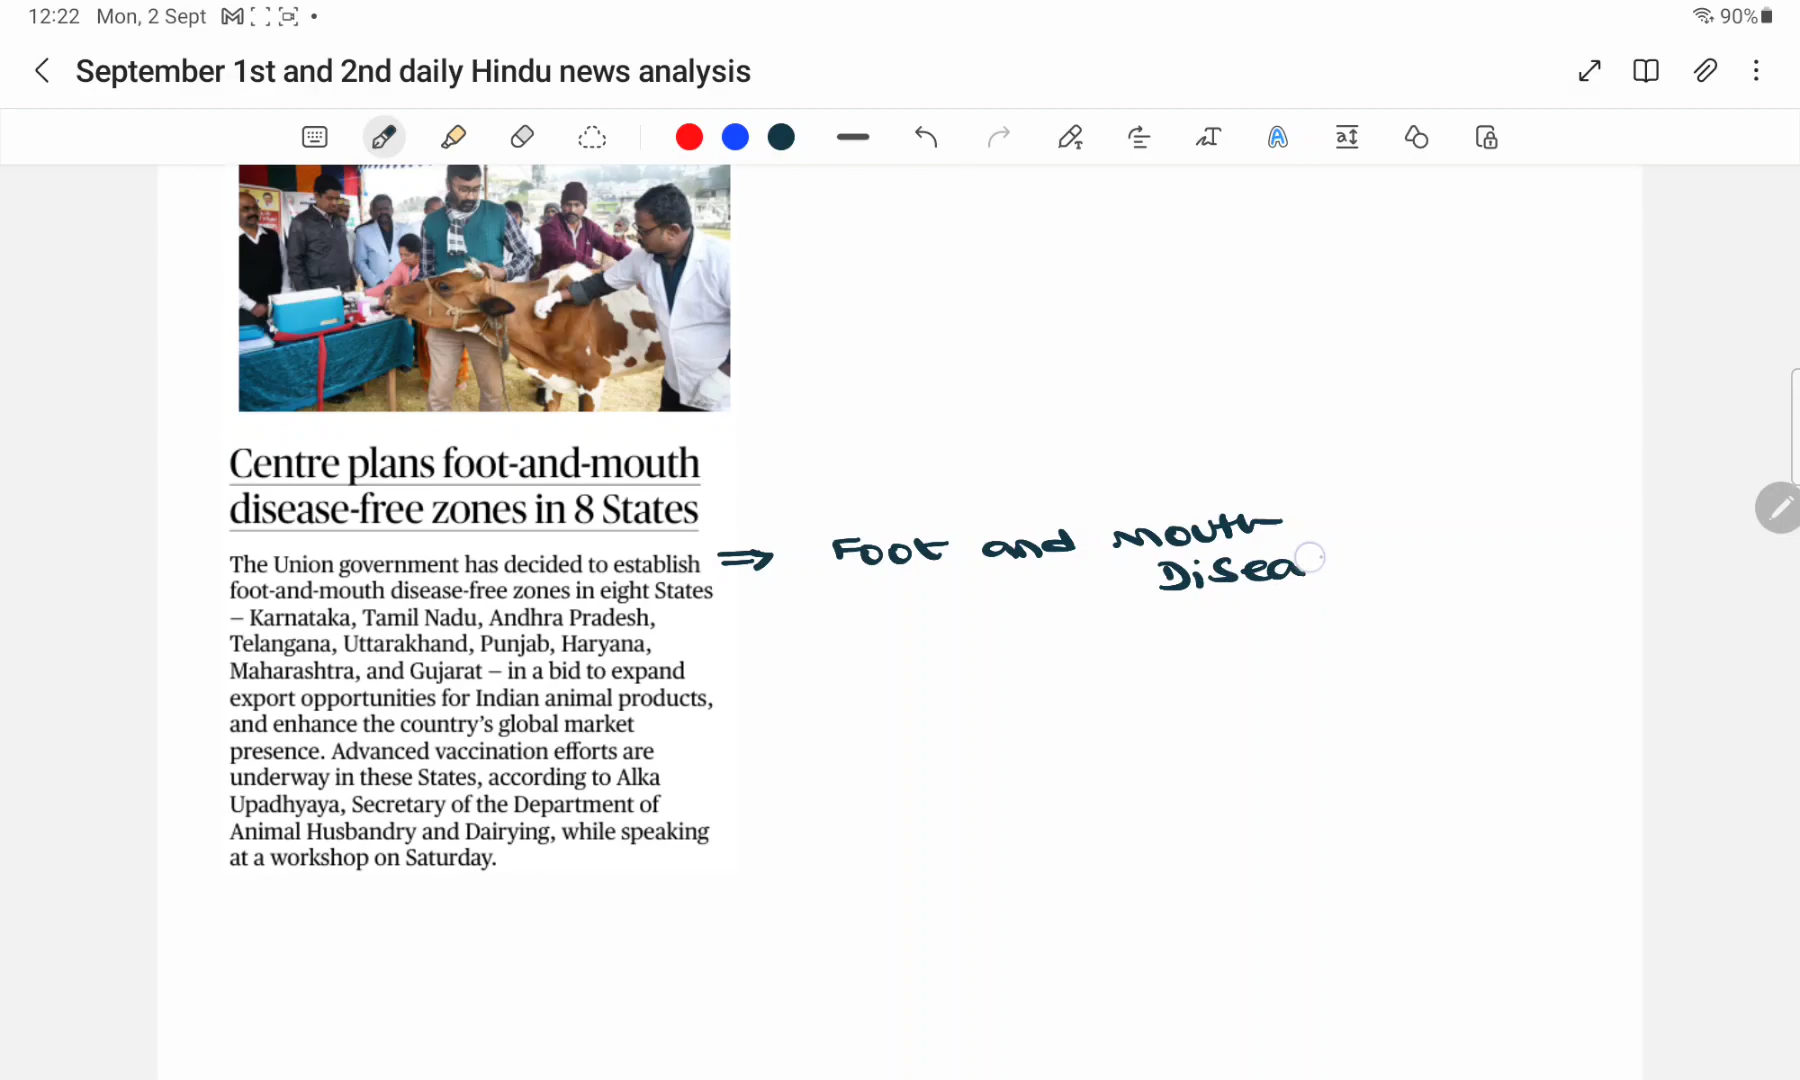 12:22 Mon, 2 Sept
90%
September 1st and 2nd daily Hindu news analysis
Centre plans foot-and-mouth
disease-free zones in 8 States
The Union government has decided to establish
foot-and-mouth disease-free zones in eight States
– Karnataka, Tamil Nadu, Andhra Pradesh,
Telangana, Uttarakhand, Punjab, Haryana,
Maharashtra, and Gujarat – in a bid to expand
export opportunities for Indian animal products,
and enhance the country's global market
presence. Advanced vaccination efforts are
underway in these States, according to Alka
Upadhyaya, Secretary of the Department of
Animal Husbandry and Dairying, while speaking
at a workshop on Saturday.
⇒ Foot and Mouth
Disea